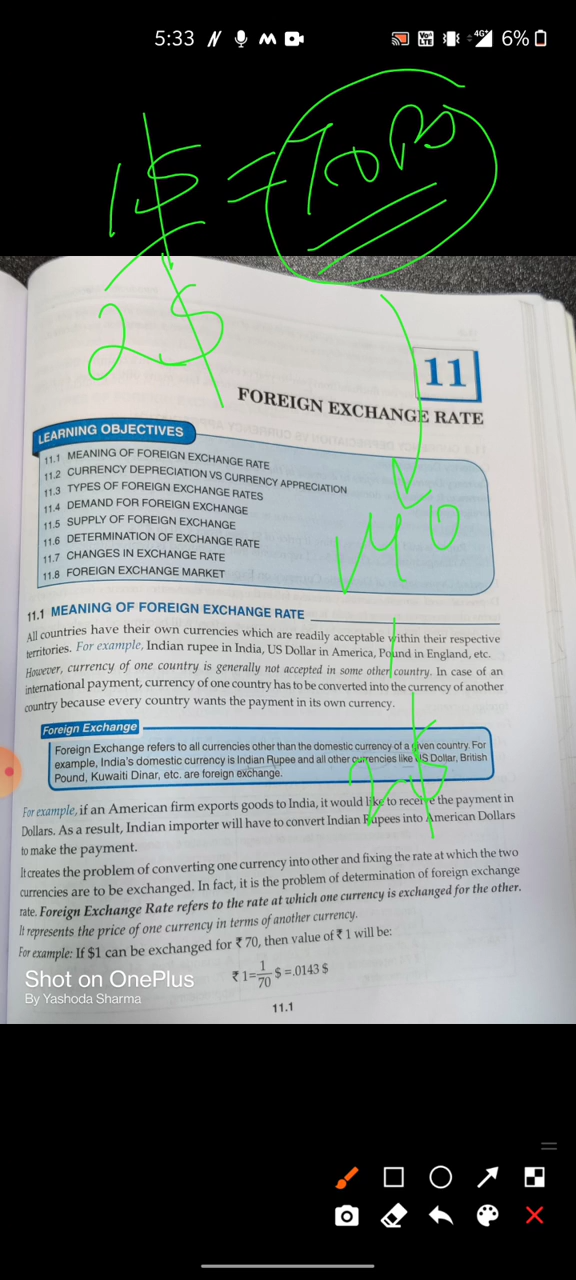 5:33
Vo))
LTE
4G+
6%
1$ = 70 Rs
2$
11
FOREIGN EXCHANGE RATE
LEARNING OBJECTIVES
11.1 MEANING OF FOREIGN EXCHANGE RATE
11.2 CURRENCY DEPRECIATION VS CURRENCY APPRECIATION
11.3 TYPES OF FOREIGN EXCHANGE RATES
11.4 DEMAND FOR FOREIGN EXCHANGE
11.5 SUPPLY OF FOREIGN EXCHANGE
11.6 DETERMINATION OF EXCHANGE RATE
11.7 CHANGES IN EXCHANGE RATE
11.8 FOREIGN EXCHANGE MARKET
140
11.1 MEANING OF FOREIGN EXCHANGE RATE
All countries have their own currencies which are readily acceptable within their respective
territories. For example, Indian rupee in India, US Dollar in America, Pound in England, etc.
However, currency of one country is generally not accepted in some other country. In case of an
international payment, currency of one country has to be converted into the currency of another
country because every country wants the payment in its own currency.
Foreign Exchange
Foreign Exchange refers to all currencies other than the domestic currency of a given country. For
example, India's domestic currency is Indian Rupee and all other currencies like US Dollar, British
Pound, Kuwaiti Dinar, etc. are foreign exchange.
2$
For example, if an American firm exports goods to India, it would like to receive the payment in
Dollars. As a result, Indian importer will have to convert Indian Rupees into American Dollars
to make the payment.
It creates the problem of converting one currency into other and fixing the rate at which the two
currencies are to be exchanged. In fact, it is the problem of determination of foreign exchange
rate. Foreign Exchange Rate refers to the rate at which one currency is exchanged for the other.
It represents the price of one currency in terms of another currency.
For example: If $1 can be exchanged for ₹ 70, then value of ₹ 1 will be:
₹ 1=1/70 $ =.0143 $
Shot on OnePlus
By Yashoda Sharma
11.1